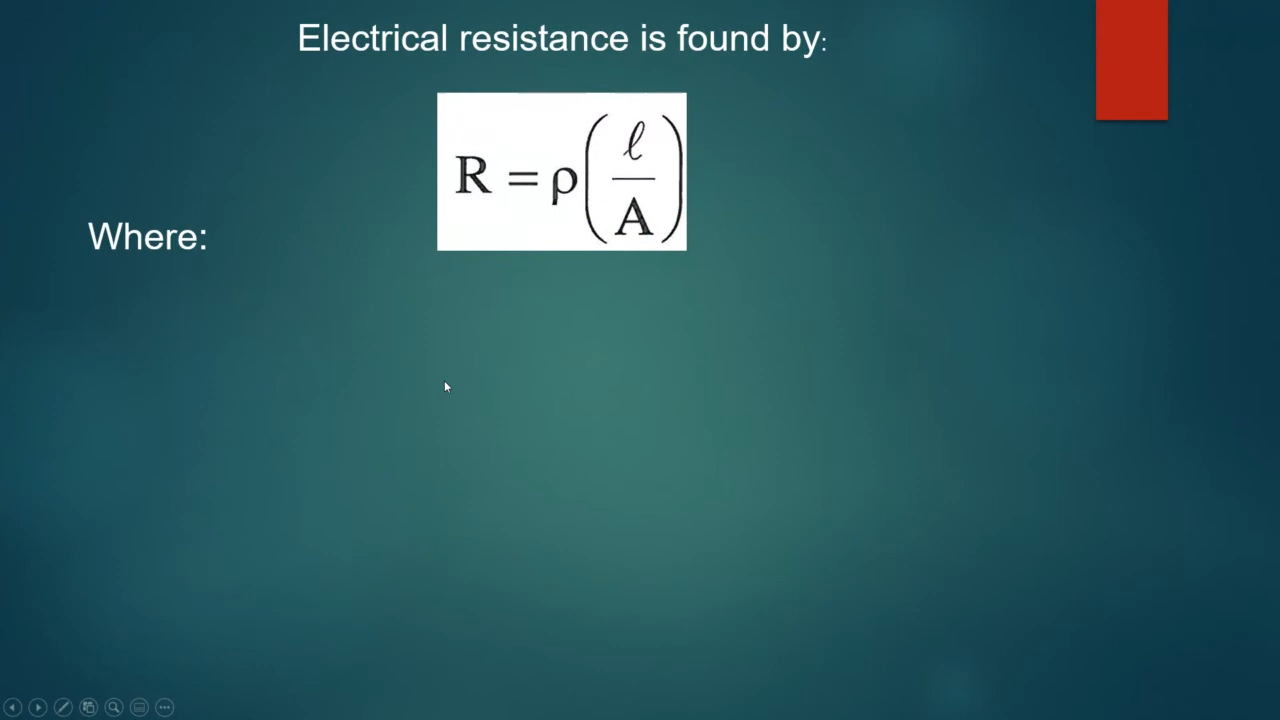 Electrical resistance is found by:
R = ρ(ℓ/A)
Where: